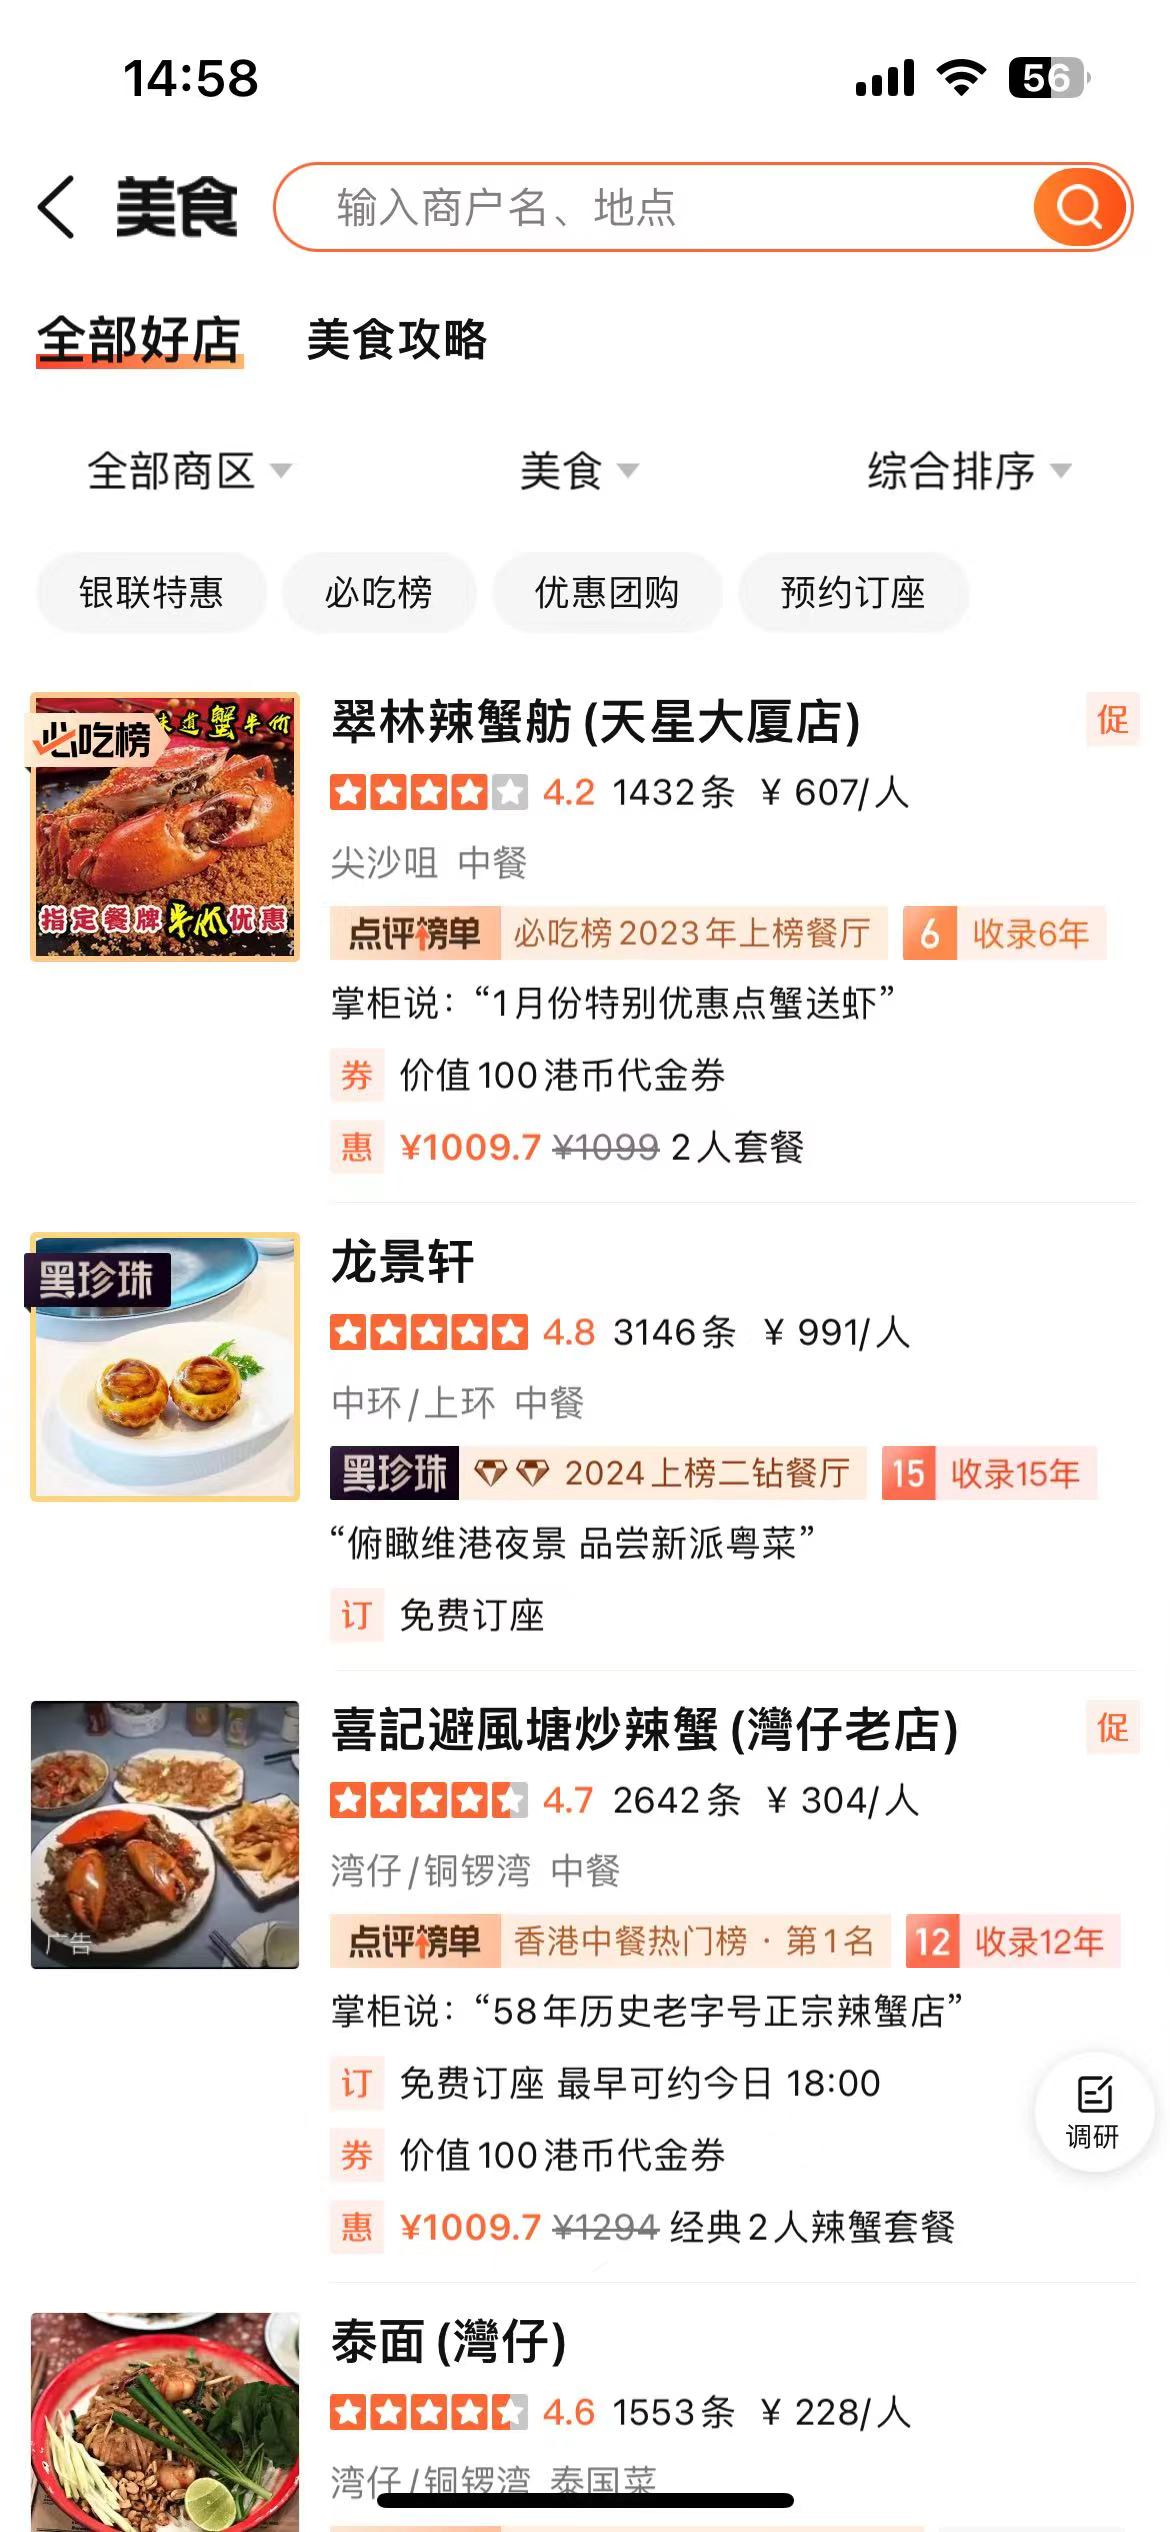 14:58
56
美食
输入商户名、地点
全部好店
美食攻略
全部商区
美食
综合排序
银联特惠
必吃榜
优惠团购
预约订座
必吃榜
味道蟹半价
指定餐牌半价优惠
翠林辣蟹舫(天星大厦店)
促
4.2 1432条 ¥ 607/人
尖沙咀 中餐
点评榜单 必吃榜2023年上榜餐厅 6 收录6年
掌柜说：“1月份特别优惠点蟹送虾”
券 价值100港币代金券
惠 ¥1009.7 ¥1099 2人套餐
黑珍珠
龙景轩
4.8 3146条 ¥ 991/人
中环/上环 中餐
黑珍珠 2024上榜二钻餐厅 15 收录15年
“俯瞰维港夜景 品尝新派粤菜”
订 免费订座
广告
喜記避風塘炒辣蟹(灣仔老店)
促
4.7 2642条 ¥ 304/人
湾仔/铜锣湾 中餐
点评榜单 香港中餐热门榜 · 第1名 12 收录12年
掌柜说：“58年历史老字号正宗辣蟹店”
订 免费订座 最早可约今日 18:00
券 价值100港币代金券
惠 ¥1009.7 ¥1294 经典2人辣蟹套餐
调研
泰面(灣仔)
4.6 1553条 ¥ 228/人
湾仔/铜锣湾 泰国菜